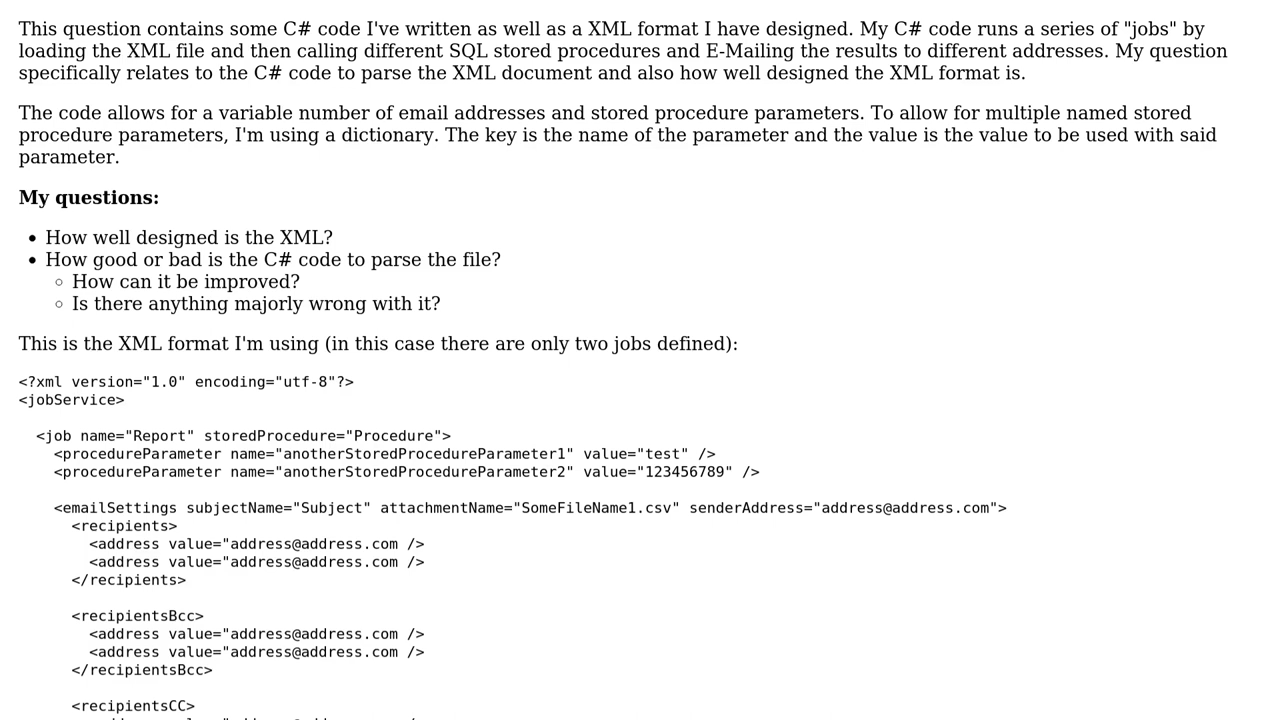 This question contains some C# code I've written as well as a XML format I have designed. My C# code runs a series of "jobs" by
loading the XML file and then calling different SQL stored procedures and E-Mailing the results to different addresses. My question
specifically relates to the C# code to parse the XML document and also how well designed the XML format is.
The code allows for a variable number of email addresses and stored procedure parameters. To allow for multiple named stored
procedure parameters, I'm using a dictionary. The key is the name of the parameter and the value is the value to be used with said
parameter.
My questions:
• How well designed is the XML?
• How good or bad is the C# code to parse the file?
◦ How can it be improved?
◦ Is there anything majorly wrong with it?
This is the XML format I'm using (in this case there are only two jobs defined):
<?xml version="1.0" encoding="utf-8"?>
<jobService>
<job name="Report" storedProcedure="Procedure">
<procedureParameter name="anotherStoredProcedureParameter1" value="test" />
<procedureParameter name="anotherStoredProcedureParameter2" value="123456789" />
<emailSettings subjectName="Subject" attachmentName="SomeFileName1.csv" senderAddress="address@address.com">
<recipients>
<address value="address@address.com />
<address value="address@address.com />
</recipients>
<recipientsBcc>
<address value="address@address.com />
<address value="address@address.com />
</recipientsBcc>
<recipientsCC>